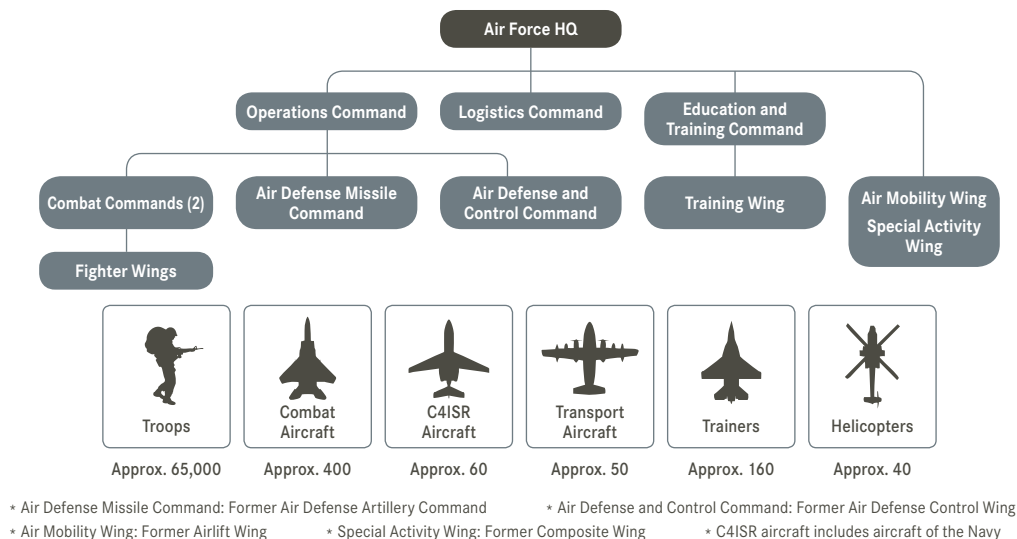 Air Force HQ
Operations Command
Logistics Command
Education and
Training Command
Combat Commands (2)
Air Defense Missile
Command
Air Defense and
Control Command
Training Wing
Air Mobility Wing
Special Activity
Wing
Fighter Wings
Troops
Combat
Aircraft
C4ISR
Aircraft
Transport
Aircraft
Trainers
Helicopters
Approx. 65,000
Approx. 400
Approx. 60
Approx. 50
Approx. 160
Approx. 40
* Air Defense Missile Command: Former Air Defense Artillery Command
* Air Defense and Control Command: Former Air Defense Control Wing
* Air Mobility Wing: Former Airlift Wing
* Special Activity Wing: Former Composite Wing
* C4ISR aircraft includes aircraft of the Navy